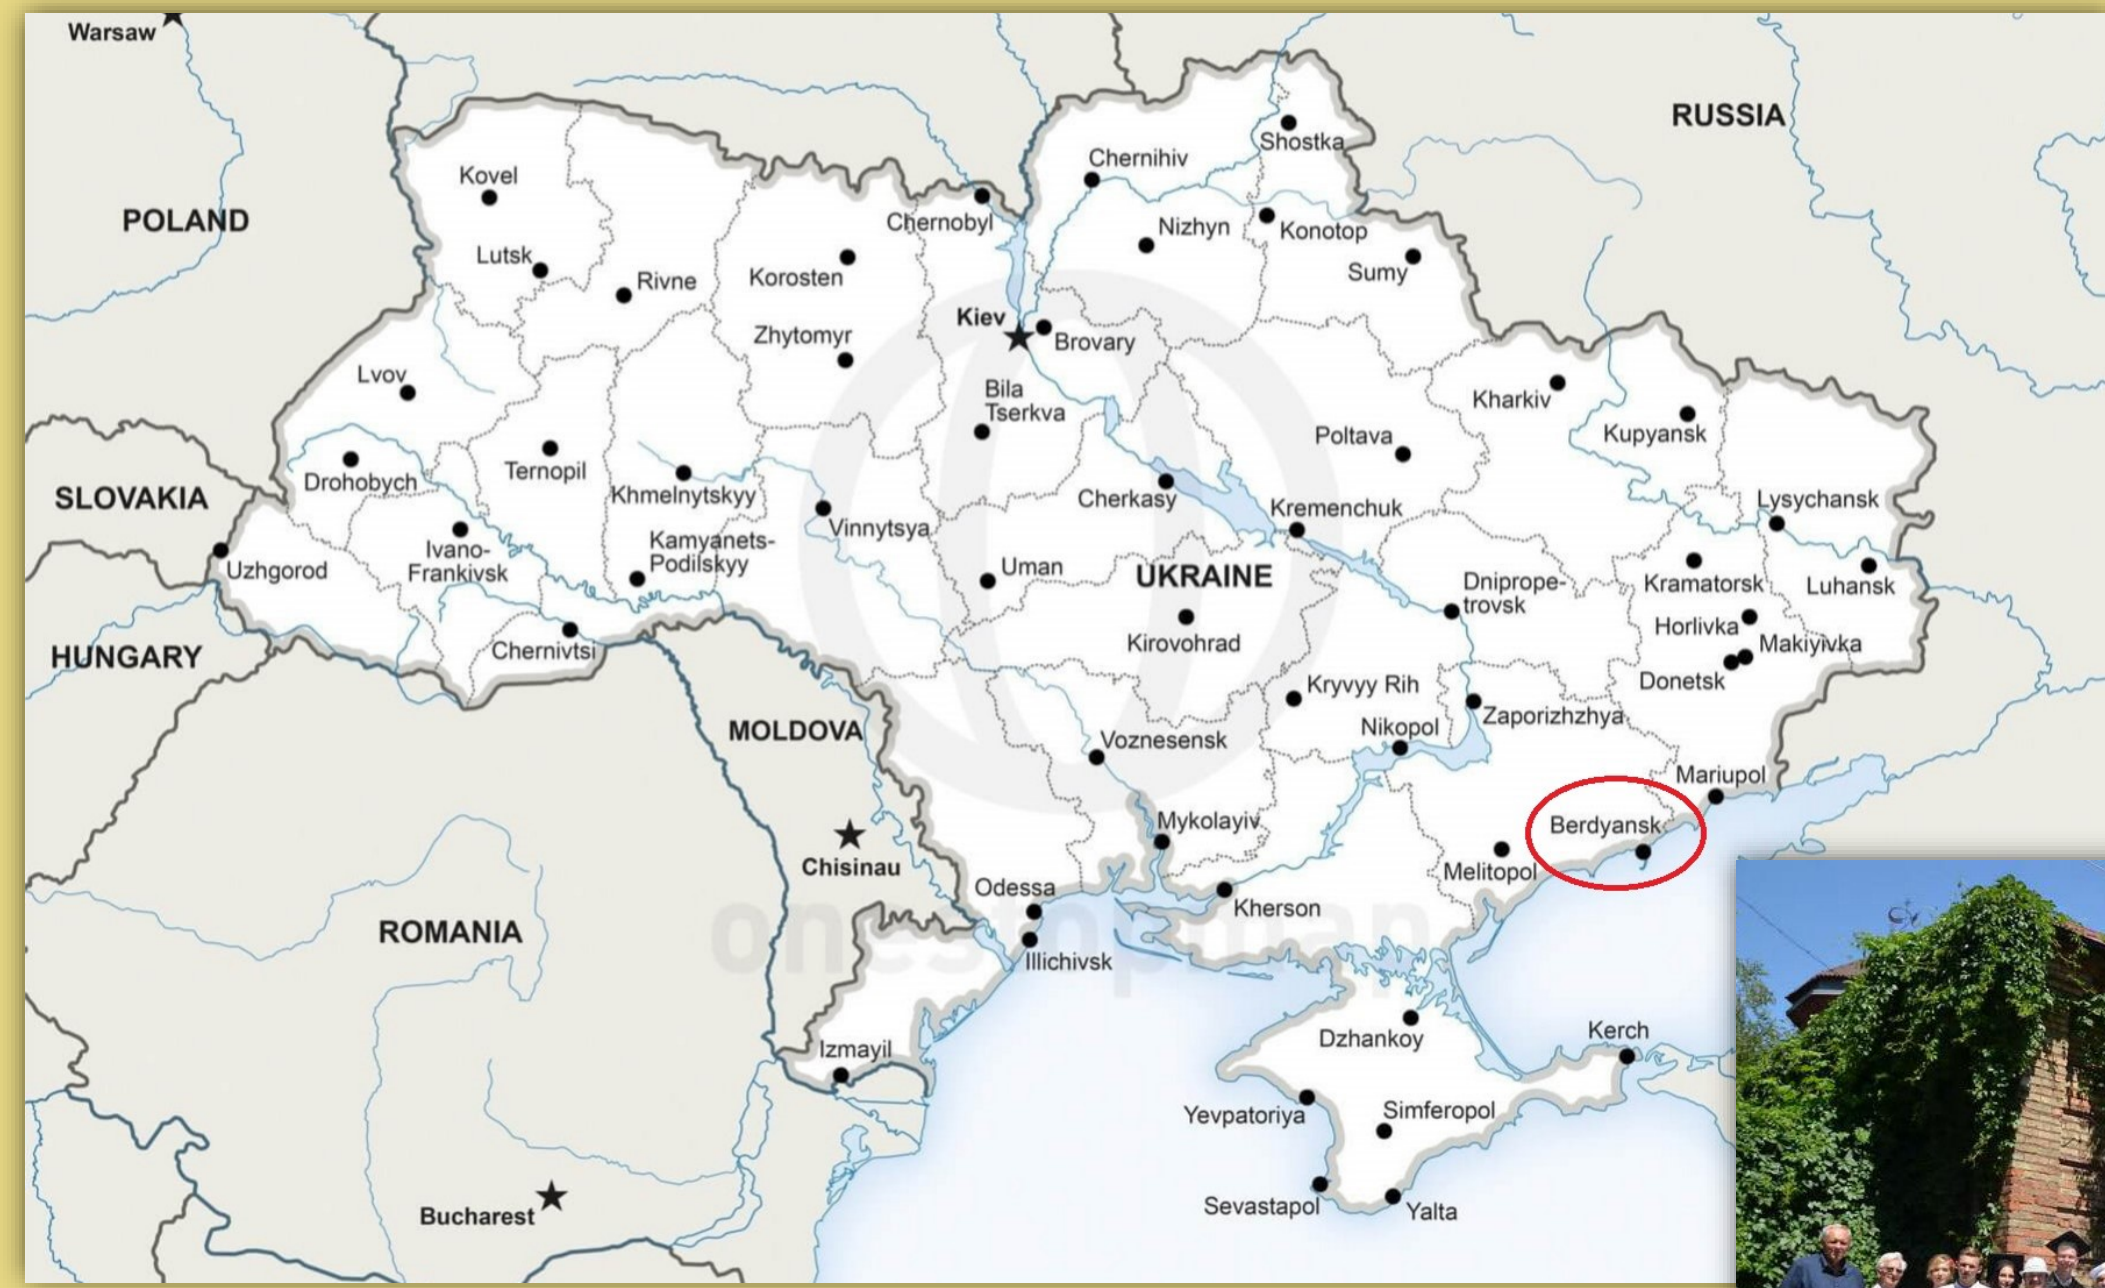 Warsaw
RUSSIA
Shostka
Chernihiv
Kovel
POLAND
Chernobyl
Nizhyn
Konotop
Lutsk
Rivne
Korosten
Sumy
Kiev
Brovary
Zhytomyr
Lvov
Bila
Tserkva
Kharkiv
Kupyansk
Poltava
Drohobych
Ternopil
Khmelnytskyy
SLOVAKIA
Cherkasy
Kremenchuk
Lysychansk
Vinnytsya
Ivano-
Frankivsk
Kamyanets-
Podilskyy
Uzhgorod
Uman
UKRAINE
Dniprope-
trovsk
Kramatorsk
Luhansk
HUNGARY
Chernivtsi
Kirovohrad
Horlivka
Makiyivka
Donetsk
Kryvyy Rih
Nikopol
Zaporizhzhya
MOLDOVA
Voznesensk
Mariupol
Mykolayiv
Berdyansk
Chisinau
Melitopol
Odessa
Kherson
ROMANIA
onestopmap
Illichivsk
Dzhankoy
Kerch
Izmayil
Yevpatoriya
Simferopol
Sevastapol
Yalta
Bucharest